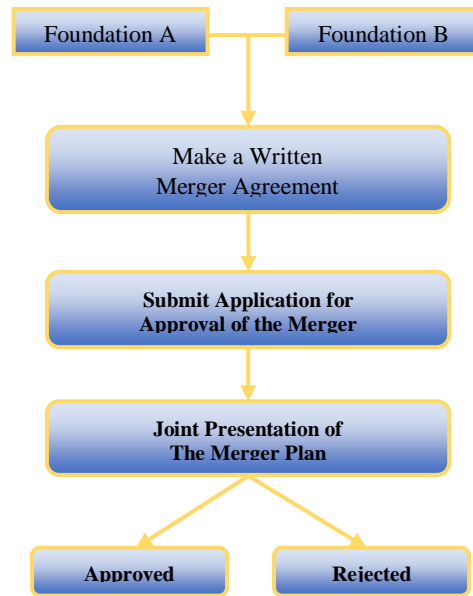 Foundation A
Foundation B
Make a Written
Merger Agreement
Submit Application for
Approval of the Merger
Joint Presentation of
The Merger Plan
Approved
Rejected